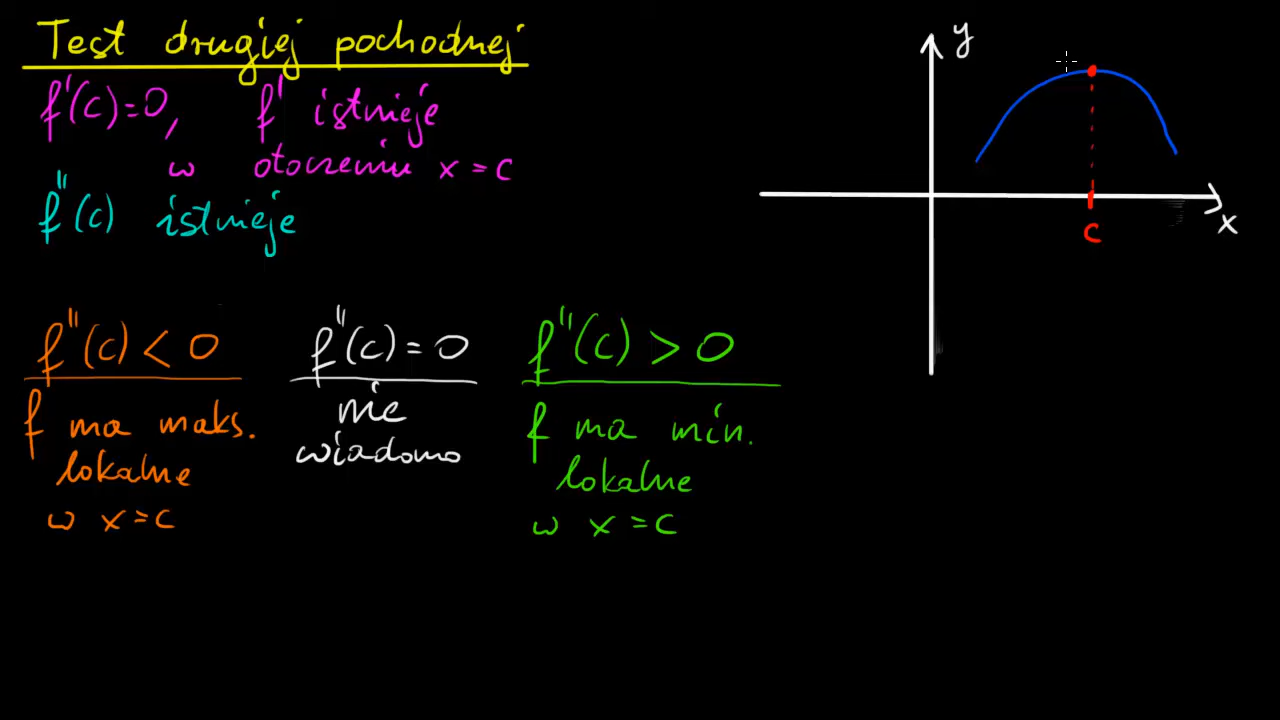 Test drugiej pochodnej
f'(c)=0, f' istnieje
w otoczeniu x=c
f''(c) istnieje
f''(c) < 0
f ma maks.
lokalne
w x=c
f''(c) = 0
nie
wiadomo
f''(c) > 0
f ma min.
lokalne
w x=c
y
x
c